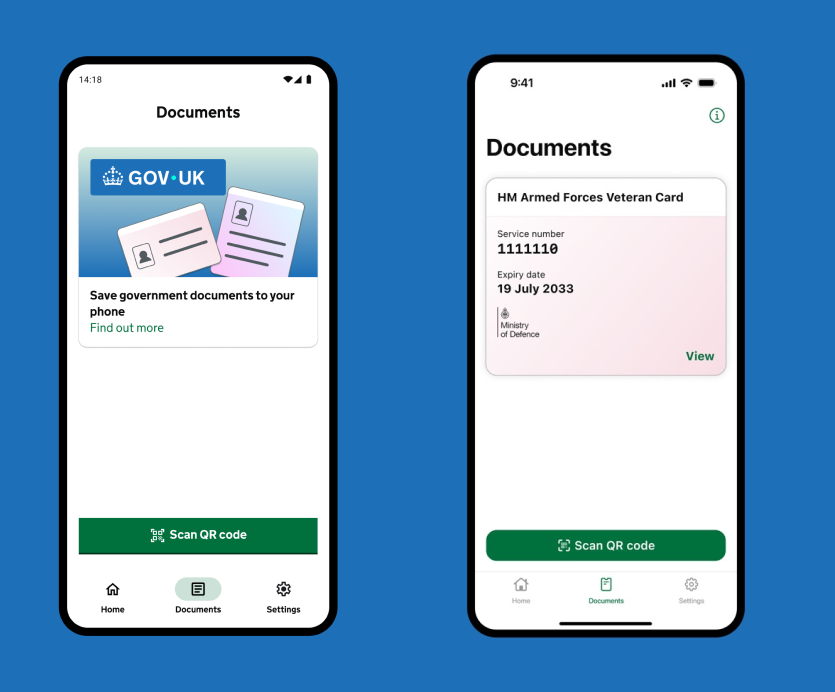 14:18
Documents
GOV·UK
Save government documents to your
phone
Find out more
Scan QR code
Home
Documents
Settings
9:41
Documents
HM Armed Forces Veteran Card
Service number
1111110
Expiry date
19 July 2033
Ministry
of Defence
View
Scan QR code
Home
Documents
Settings